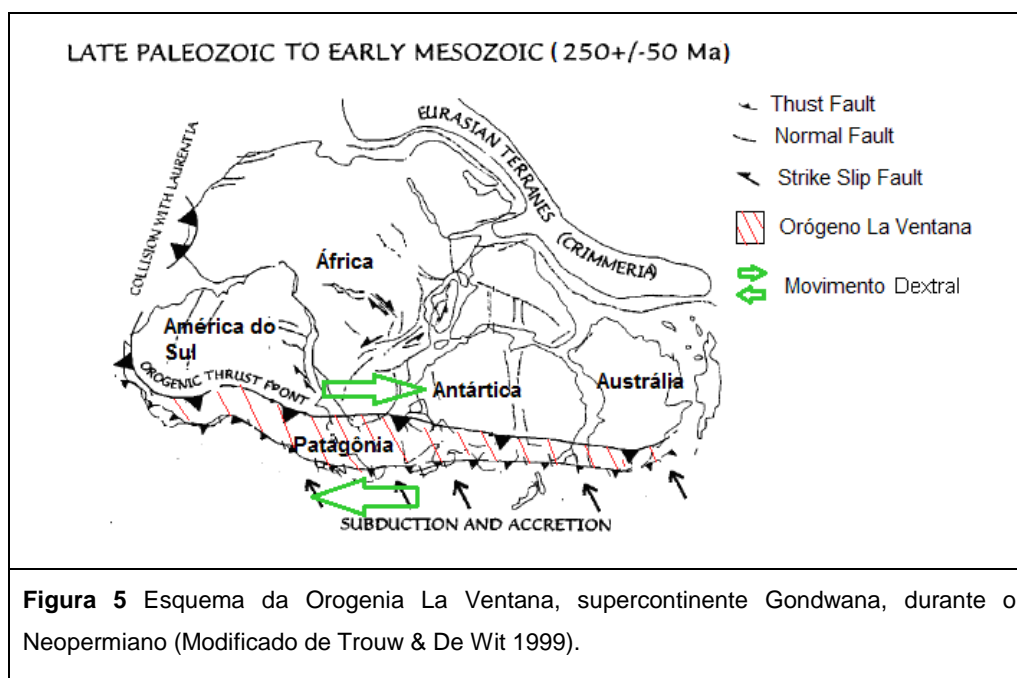 LATE PALEOZOIC TO EARLY MESOZOIC (250+/-50 Ma)
COLLISION WITH LAURENTIA
EURASIAN TERRANES (CRIMMERIA)
Thust Fault
Normal Fault
Strike Slip Fault
Orógeno La Ventana
Movimento Dextral
África
América do
Sul
OROGENIC THRUST FRONT
Antártica
Austrália
Patagônia
SUBDUCTION AND ACCRETION
Figura 5 Esquema da Orogenia La Ventana, supercontinente Gondwana, durante o
Neopermiano (Modificado de Trouw & De Wit 1999).